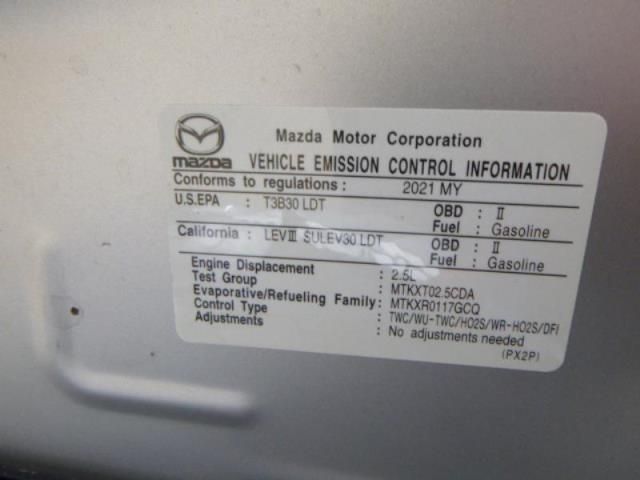 Mazda Motor Corporation
mazda VEHICLE EMISSION CONTROL INFORMATION
Conforms to regulations : 2021 MY
U.S.EPA : T3B30 LDT OBD : II
Fuel : Gasoline
California : LEVIII SULEV30 LDT OBD : II
Fuel : Gasoline
Engine Displacement : 2.5L
Test Group : MTKXT02.5CDA
Evaporative/Refueling Family : MTKXR0117GCQ
Control Type : TWC/WU-TWC/HO2S/WR-HO2S/DFI
: No adjustments needed
(PX2P)